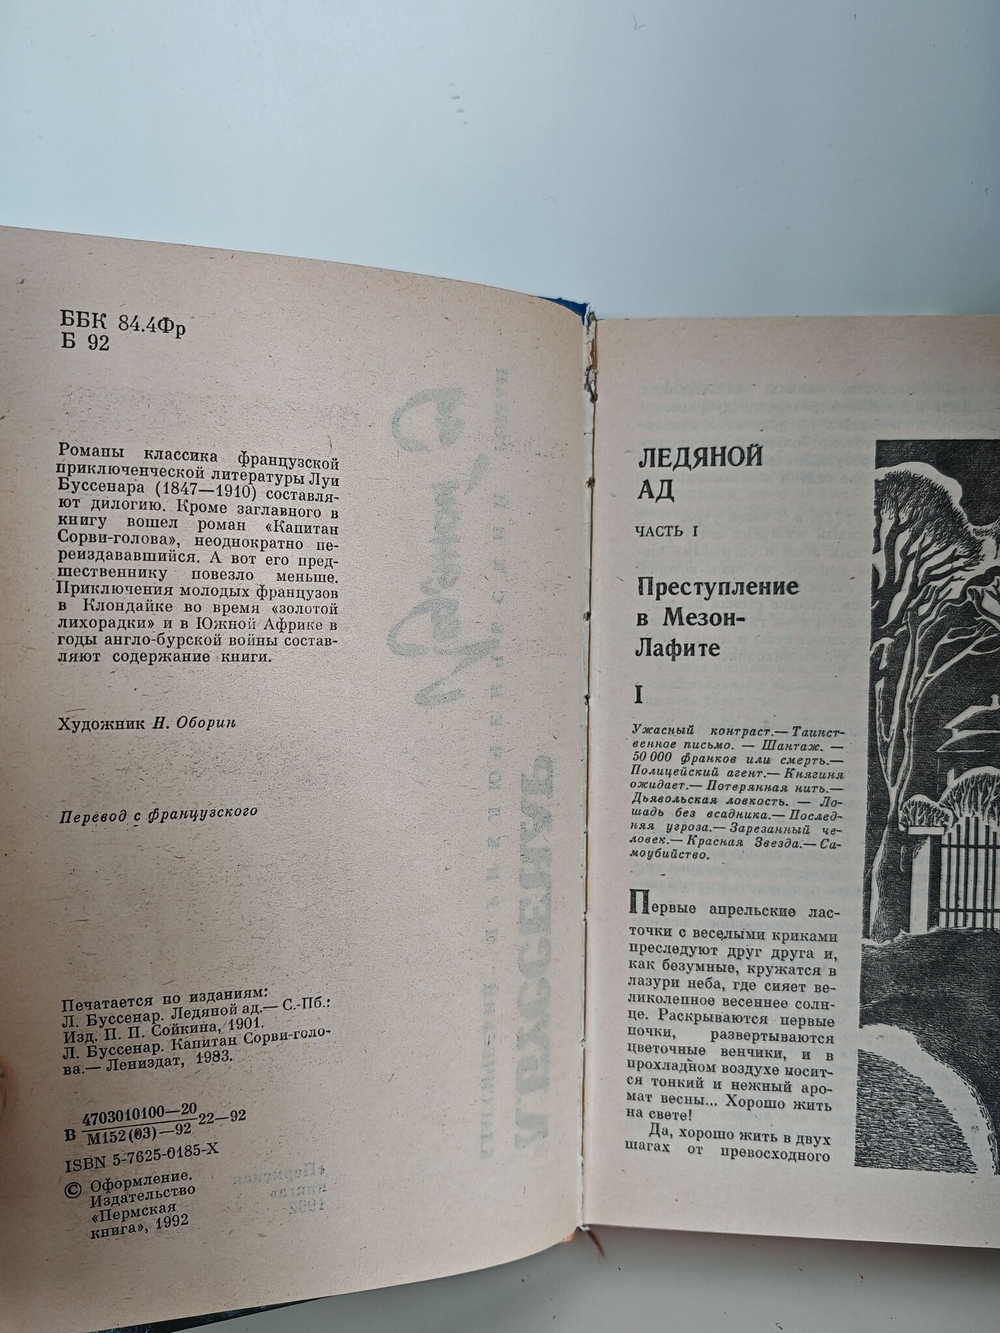 ББК 84.4Фр
Б 92
Романы классика французской
приключенческой литературы Луи
Буссенара (1847—1910) составля-
ют дилогию. Кроме заглавного в
книгу вошел роман «Капитан
Сорви-голова», неоднократно пе-
реиздававшийся. А вот его пред-
шественнику повезло меньше.
Приключения молодых французов
в Клондайке во время «золотой
лихорадки» и в Южной Африке в
годы англо-бурской войны состав-
ляют содержание книги.
Художник Н. Оборин
Перевод с французского
Печатается по изданиям:
Л. Буссенар. Ледяной ад.— С.-Пб.:
Изд. П. П. Сойкина, 1901.
Л. Буссенар. Капитан Сорви-голо-
ва.— Лениздат, 1983.
4703010100—20
В 22—92
М152(03)—92
ISBN 5-7625-0185-X
© Оформление.
Издательство
«Пермская
книга», 1992
ЛЕДЯНОЙ
АД
ЧАСТЬ I
Преступление
в Мезон-
Лафите
I
Ужасный контраст.— Таинст-
венное письмо. — Шантаж. —
50 000 франков или смерть.—
Полицейский агент.— Княгиня
ожидает.— Потерянная нить.—
Дьявольская ловкость. — Ло-
шадь без всадника.— Послед-
няя угроза.— Зарезанный че-
ловек.— Красная Звезда.— Са-
моубийство.
Первые апрельские лас-
точки с веселыми криками
преследуют друг друга и,
как безумные, кружатся в
лазури неба, где сияет ве-
ликолепное весеннее солн-
це. Раскрываются первые
почки, развертываются
цветочные венчики, и в
прохладном воздухе носит-
ся тонкий и нежный аро-
мат весны... Хорошо жить
на свете!
Да, хорошо жить в двух
шагах от превосходного